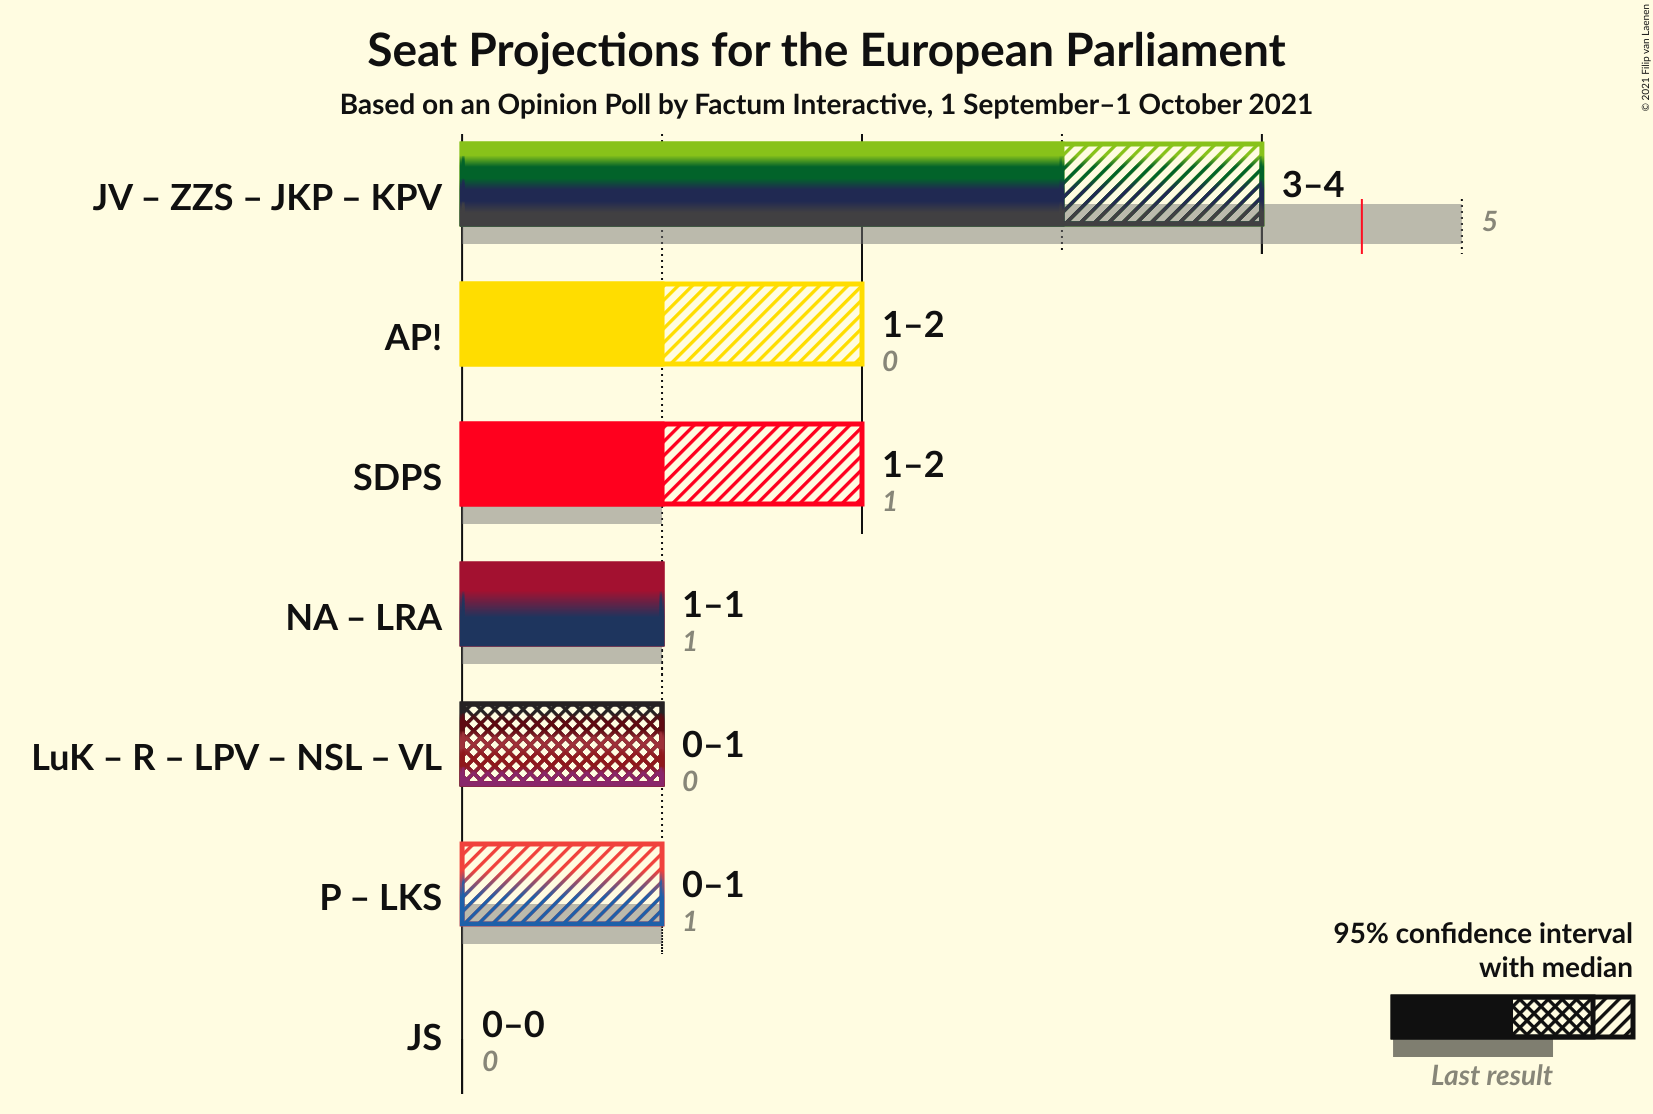 Seat Projections for the European Parliament
Based on an Opinion Poll by Factum Interactive, 1 September–1 October 2021
© 2021 Filip van Laenen
JV – ZZS – JKP – KPV
3–4
5
AP!
1–2
0
SDPS
1–2
1
NA – LRA
1–1
1
LuK – R – LPV – NSL – VL
0–1
0
P – LKS
0–1
1
JS
0–0
0
95% confidence interval
with median
Last result